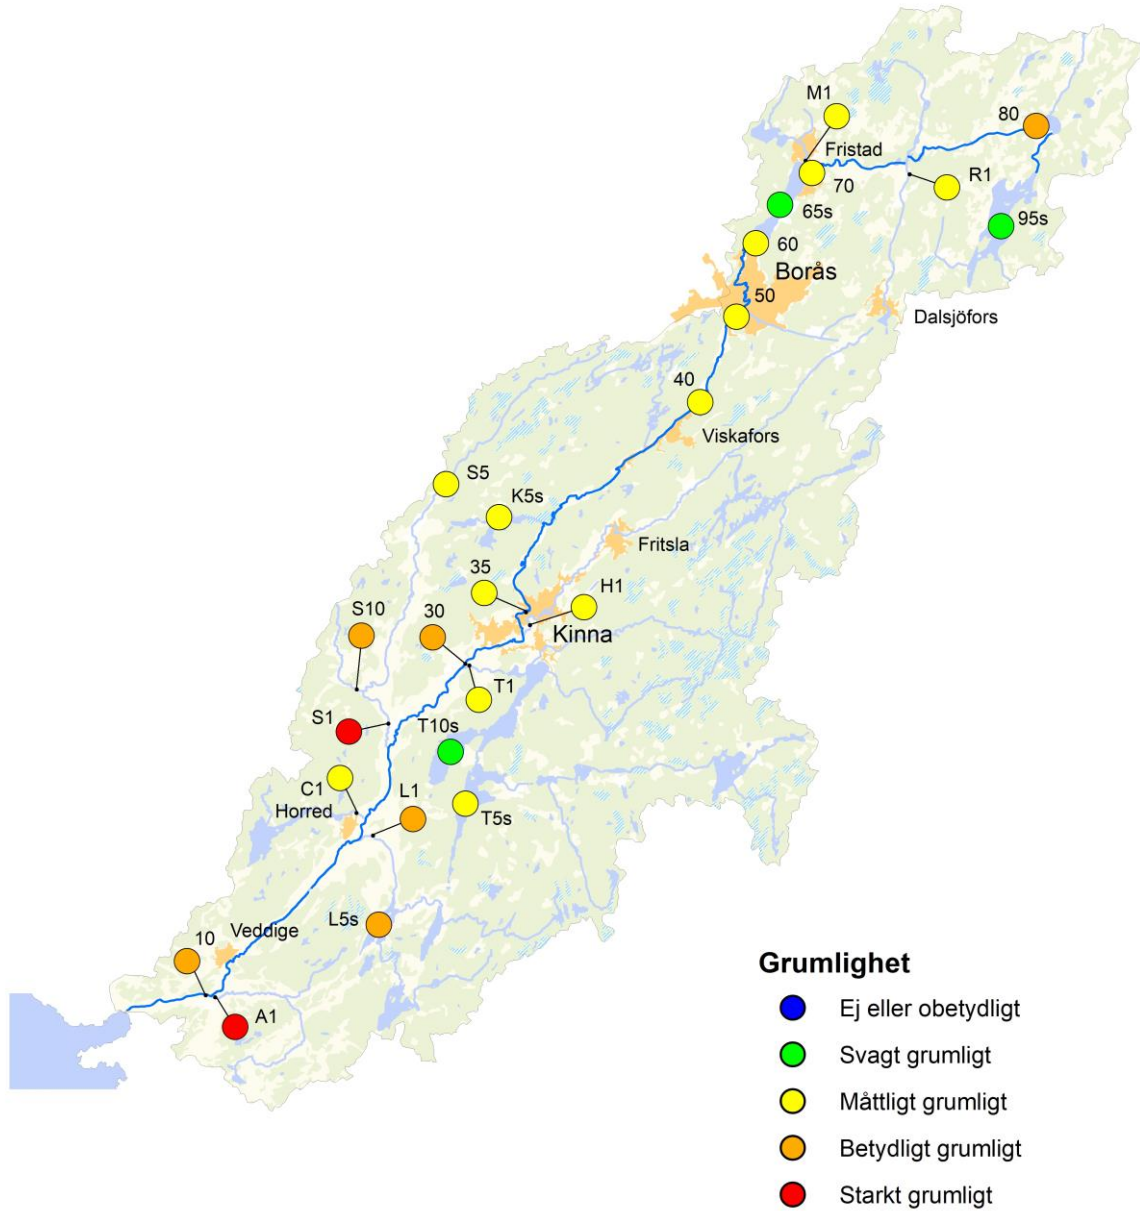 M1
80
Fristad
70
R1
65s
95s
60
Borås
50
Dalsjöfors
40
Viskafors
S5
K5s
Fritsla
35
H1
S10
30
Kinna
T1
S1
T10s
C1
L1
Horred
T5s
L5s
Veddige
10
A1
Grumlighet
Ej eller obetydligt
Svagt grumligt
Måttligt grumligt
Betydligt grumligt
Starkt grumligt